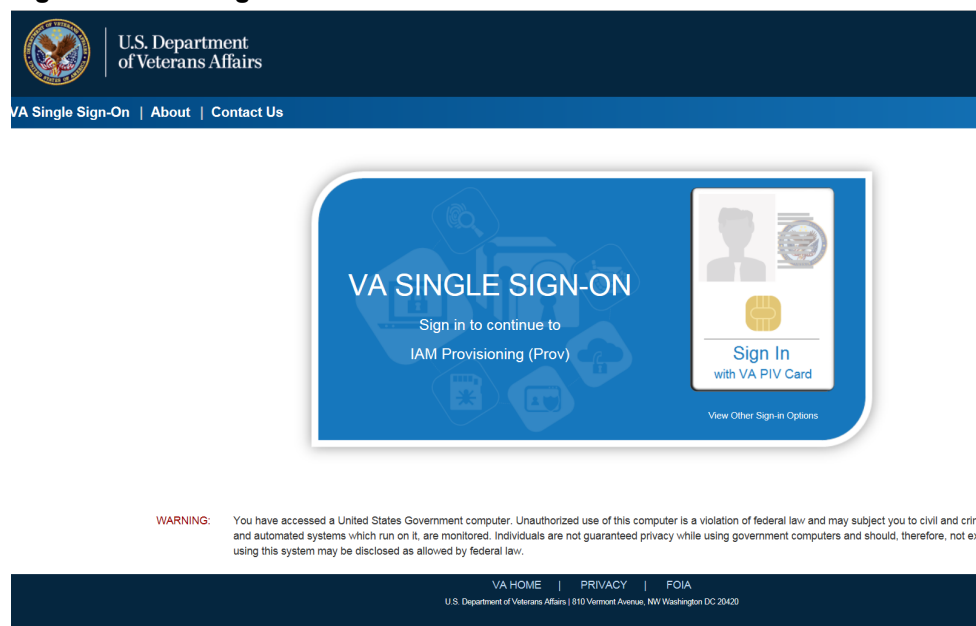 U.S. Department
of Veterans Affairs
VA Single Sign-On | About | Contact Us
VA SINGLE SIGN-ON
Sign in to continue to
IAM Provisioning (Prov)
Sign In
with VA PIV Card
View Other Sign-in Options
WARNING: You have accessed a United States Government computer. Unauthorized use of this computer is a violation of federal law and may subject you to civil and
and automated systems which run on it, are monitored. Individuals are not guaranteed privacy while using government computers and should, therefore, not
using this system may be disclosed as allowed by federal law.
VA HOME | PRIVACY | FOIA
U.S. Department of Veterans Affairs | 810 Vermont Avenue, NW Washington DC 20420